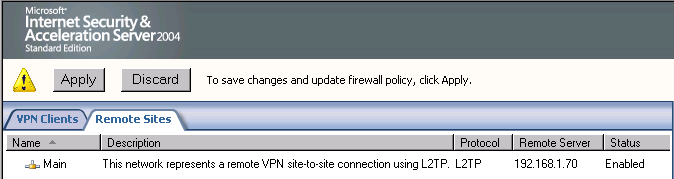 Microsoft®
Internet Security &
Acceleration Server 2004
Standard Edition
Apply Discard To save changes and update firewall policy, click Apply.
VPN Clients Remote Sites
Name Description Protocol Remote Server Status
Main This network represents a remote VPN site-to-site connection using L2TP. L2TP 192.168.1.70 Enabled